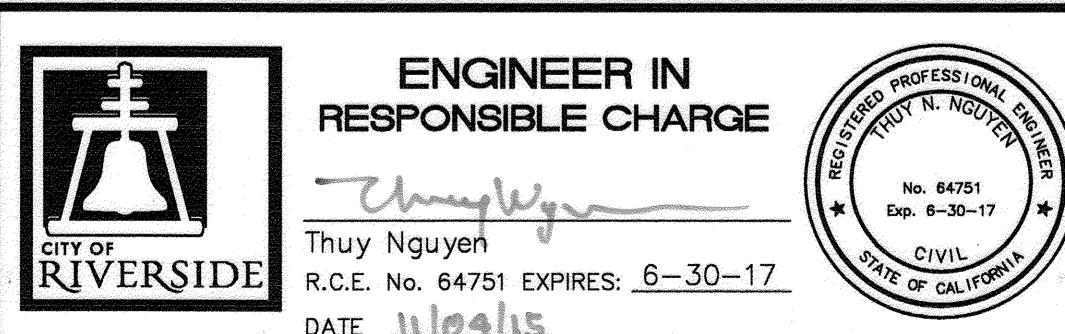 CITY OF
RIVERSIDE
ENGINEER IN
RESPONSIBLE CHARGE
Thuy Nguyen
R.C.E. No. 64751 EXPIRES: 6-30-17
DATE 11/04/15
REGISTERED PROFESSIONAL ENGINEER
THUY N. NGUYEN
No. 64751
Exp. 6-30-17
CIVIL
STATE OF CALIFORNIA